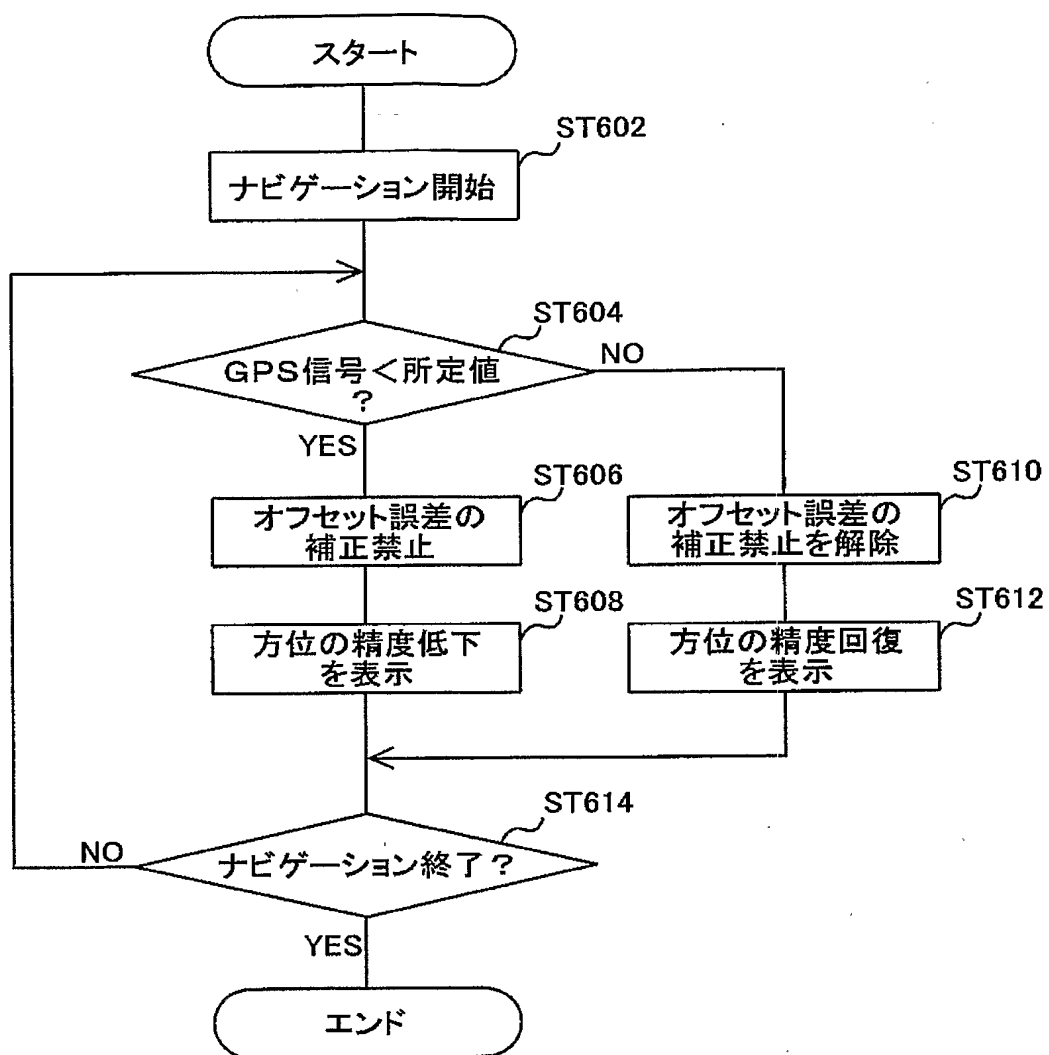 スタート
ST602
ナビゲーション開始
ST604
GPS信号<所定値
?
NO
YES
ST606
オフセット誤差の
補正禁止
ST610
オフセット誤差の
補正禁止を解除
ST608
方位の精度低下
を表示
ST612
方位の精度回復
を表示
ST614
ナビゲーション終了?
NO
YES
エンド